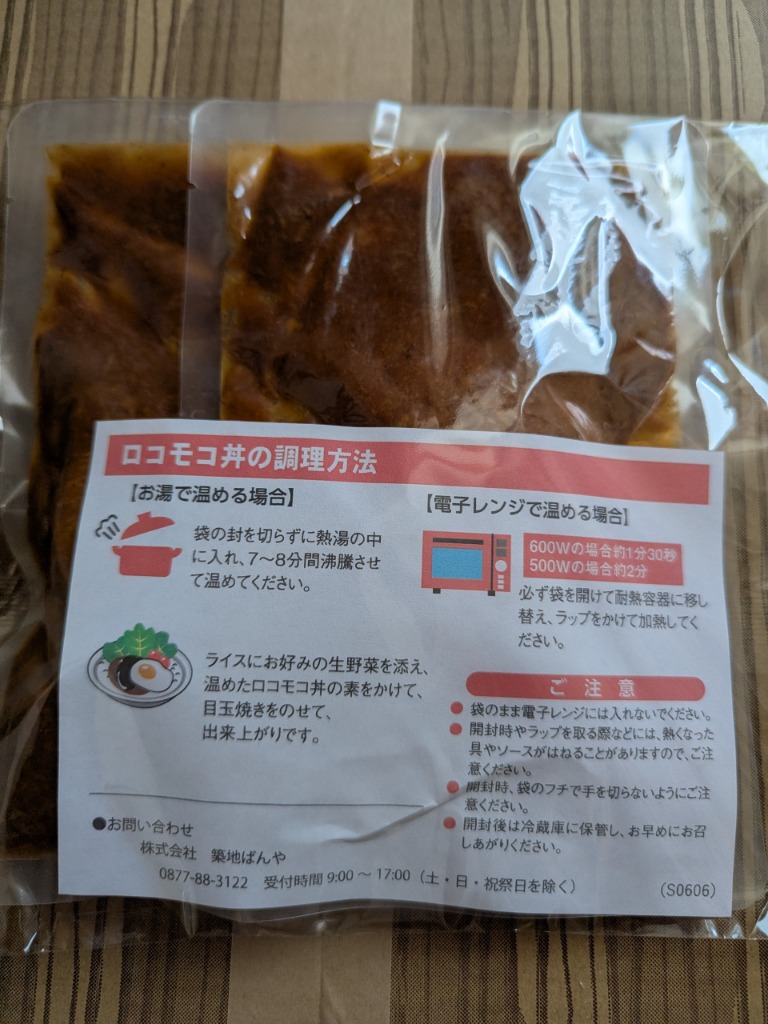 ロコモコ丼の調理方法
【お湯で温める場合】
袋の封を切らずに熱湯の中
に入れ、7～8分間沸騰させ
て温めてください。
ライスにお好みの生野菜を添え、
温めたロコモコ丼の素をかけて、
目玉焼きをのせて、
出来上がりです。
【電子レンジで温める場合】
600Wの場合約1分30秒
500Wの場合約2分
必ず袋を開けて耐熱容器に移し
替え、ラップをかけて加熱してく
ださい。
ご注意
●袋のまま電子レンジには入れないでください。
●開封時やラップを取る際などには、熱くなった
具やソースがはねることがありますので、ご注
意ください。
●開封時、袋のフチで手を切らないようにご注
意ください。
●開封後は冷蔵庫に保管し、お早めにお召
しあがりください。
●お問い合わせ
株式会社 築地ばんや
0877-88-3122 受付時間 9:00 ～ 17:00（土・日・祝祭日を除く）
（S0606）